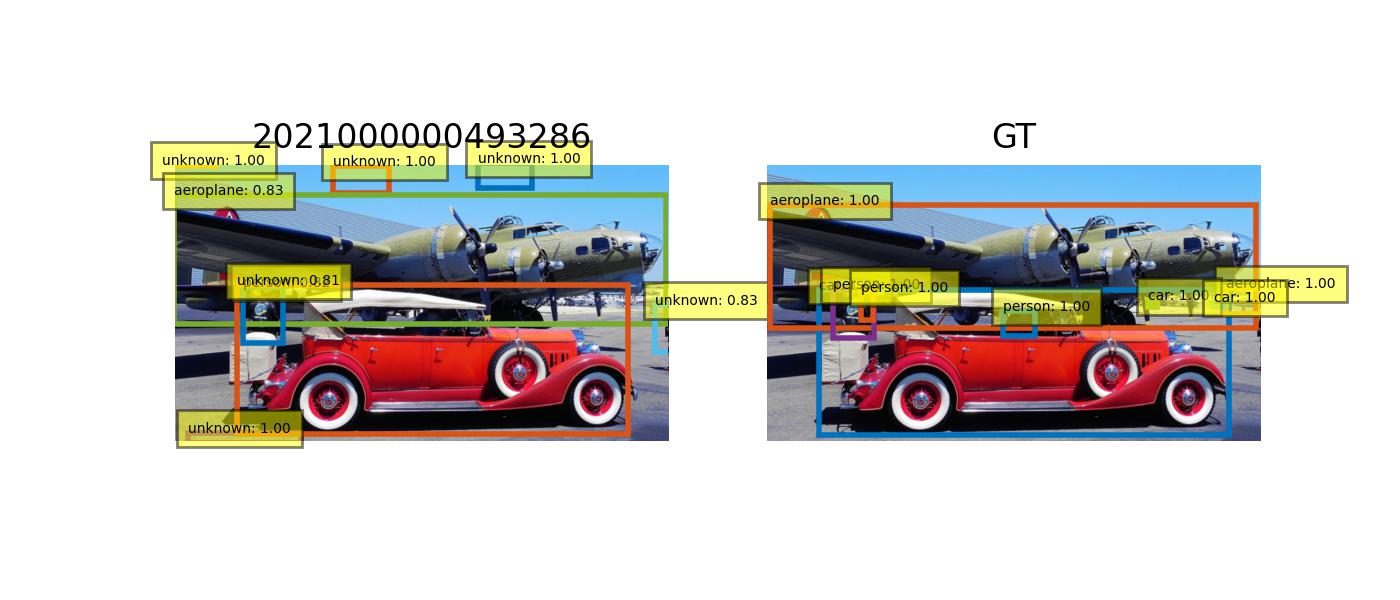 2021000000493286
GT
unknown: 1.00
unknown: 1.00
unknown: 1.00
aeroplane: 0.83
aeroplane: 1.00
unknown: 0.81
unknown: 0.83
unknown: 1.00
person: 1.00
person: 1.00
car: 1.00
aeroplane: 1.00
car: 1.00